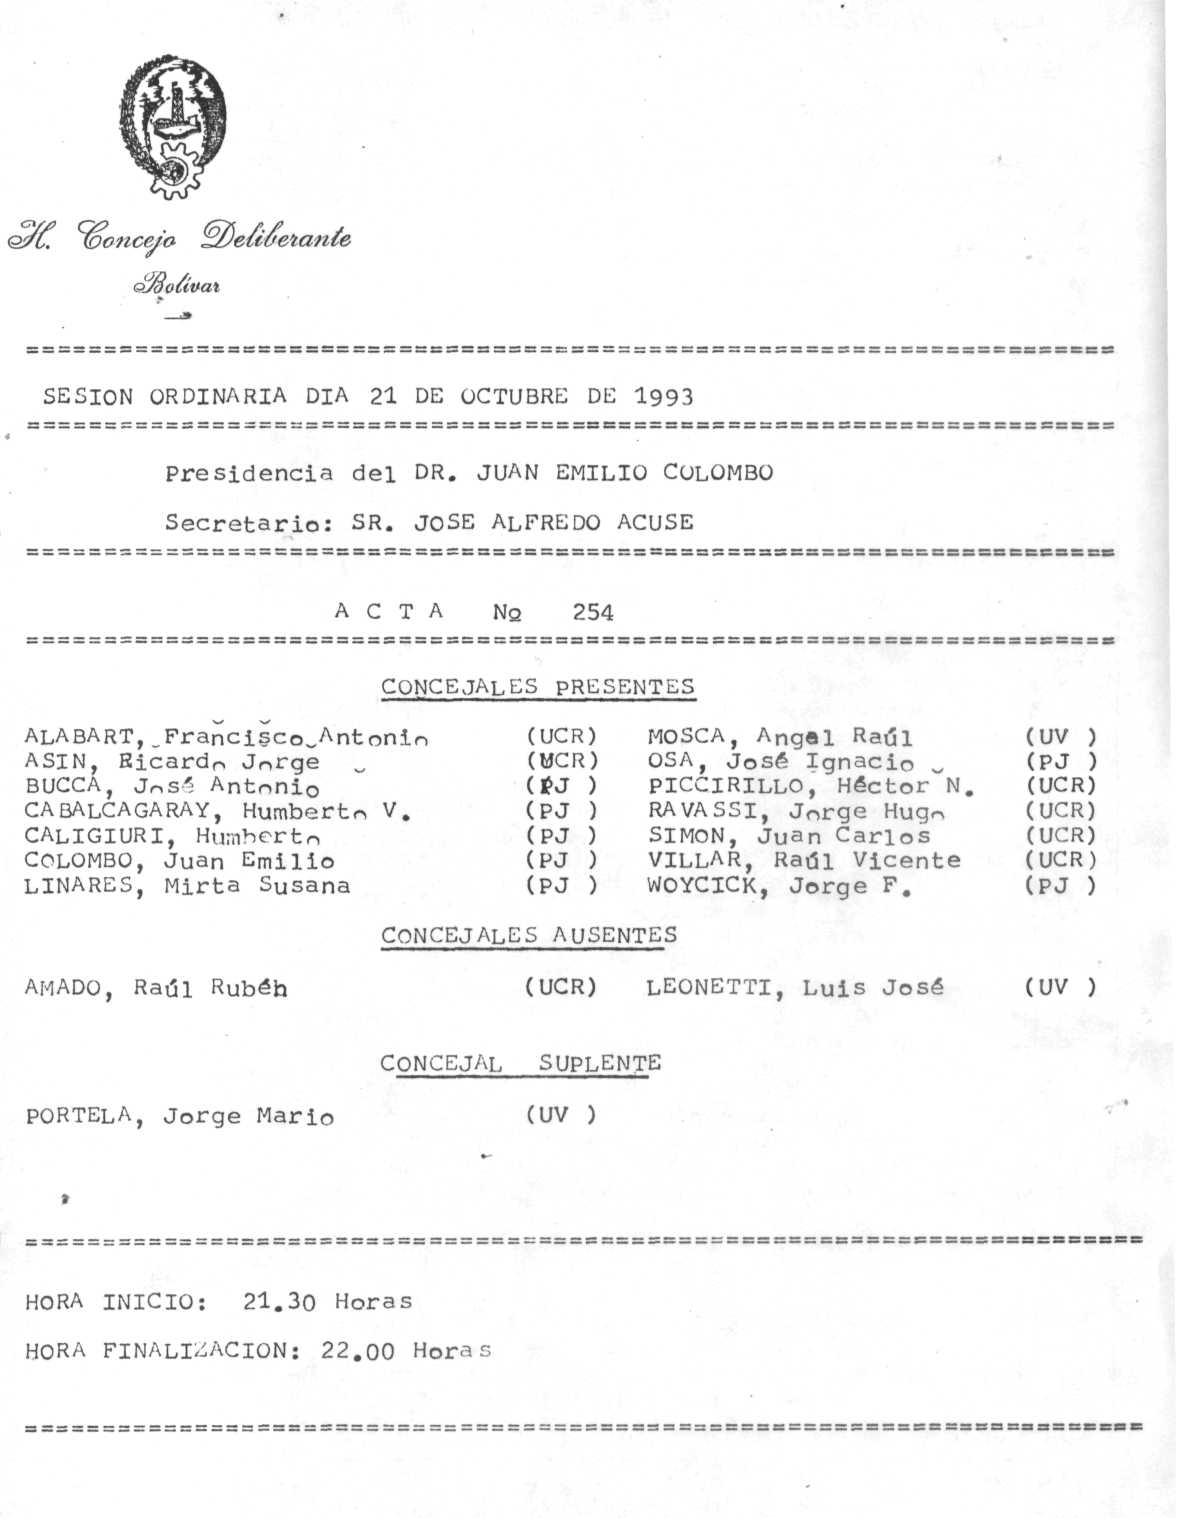 H. Concejo Deliberante
Bolívar
======================================================================
SESION ORDINARIA DIA 21 DE OCTUBRE DE 1993
======================================================================
Presidencia del DR. JUAN EMILIO COLOMBO
Secretario: SR. JOSE ALFREDO ACUSE
======================================================================
A C T A Nº 254
======================================================================
CONCEJALES PRESENTES
ALABART, Francisco Antonio (UCR) MOSCA, Angel Raúl (UV )
ASIN, Ricardo Jorge (UCR) OSA, José Ignacio (PJ )
BUCCA, José Antonio (PJ ) PICCIRILLO, Héctor N. (UCR)
CABALCAGARAY, Humberto V. (PJ ) RAVASSI, Jorge Hugo (UCR)
CALIGIURI, Humberto (PJ ) SIMON, Juan Carlos (UCR)
COLOMBO, Juan Emilio (PJ ) VILLAR, Raúl Vicente (UCR)
LINARES, Mirta Susana (PJ ) WOYCICK, Jorge F. (PJ )
CONCEJALES AUSENTES
AMADO, Raúl Rubén (UCR) LEONETTI, Luis José (UV )
CONCEJAL SUPLENTE
PORTELA, Jorge Mario (UV )
========================================================================
HORA INICIO: 21.30 Horas
HORA FINALIZACION: 22.00 Horas
========================================================================